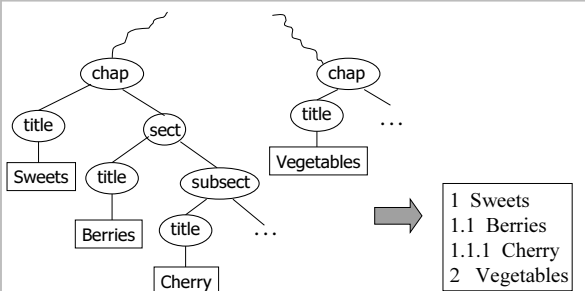 chap
chap
title
sect
title
...
Sweets
title
subsect
Vegetables
Berries
title
...
Cherry
1 Sweets
1.1 Berries
1.1.1 Cherry
2 Vegetables